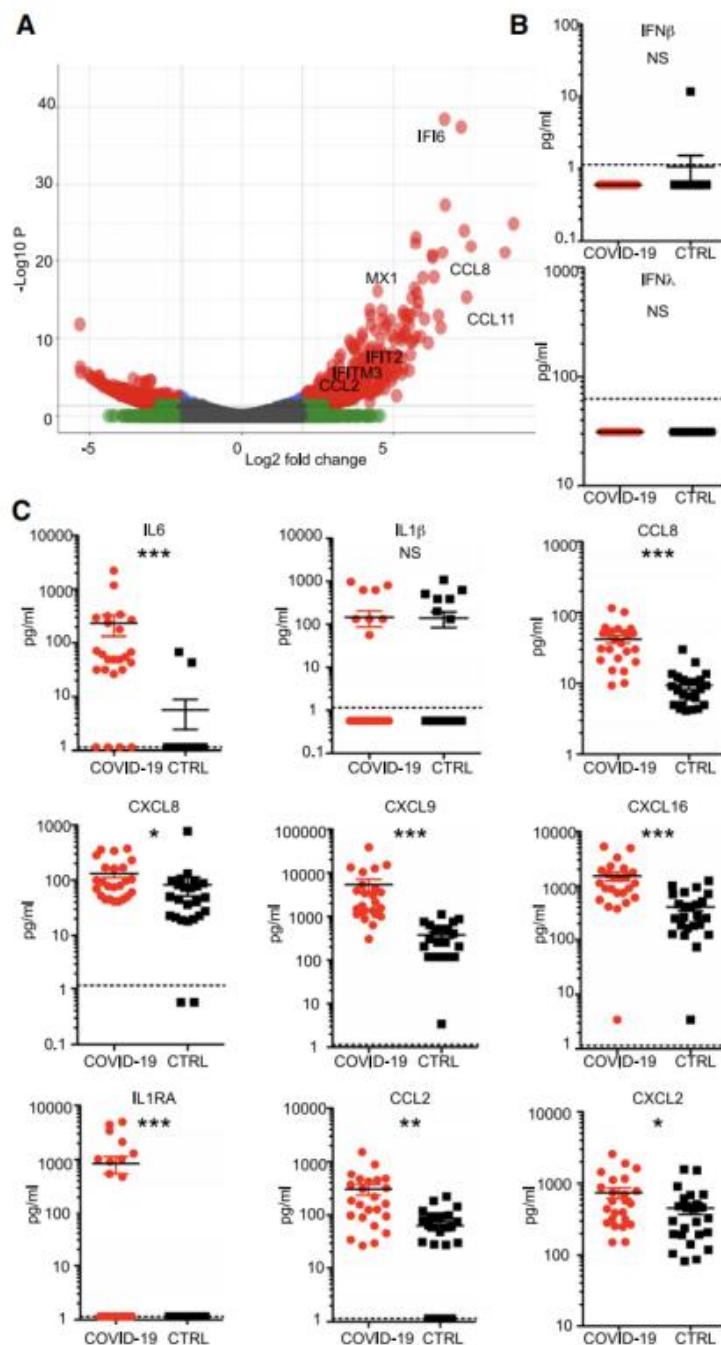 A
B
40
30
20
10
0
-Log10 P
IFI6
MX1
CCL8
CCL11
IFIT2
IFITM3
CCL2
-5
0
5
Log2 fold change
IFNβ
NS
100
10
1
0.1
pg/ml
COVID-19 CTRL
IFNλ
NS
1000
100
10
pg/ml
COVID-19 CTRL
C
IL6
***
10000
1000
100
10
1
pg/ml
COVID-19 CTRL
IL1β
NS
10000
1000
100
10
1
0.1
pg/ml
COVID-19 CTRL
CCL8
***
1000
100
10
1
pg/ml
COVID-19 CTRL
CXCL8
*
1000
100
10
1
0.1
pg/ml
COVID-19 CTRL
CXCL9
***
100000
10000
1000
100
10
1
pg/ml
COVID-19 CTRL
CXCL16
***
10000
1000
100
10
1
pg/ml
COVID-19 CTRL
IL1RA
***
10000
1000
100
10
1
pg/ml
COVID-19 CTRL
CCL2
**
10000
1000
100
10
1
pg/ml
COVID-19 CTRL
CXCL2
*
10000
1000
100
10
pg/ml
COVID-19 CTRL